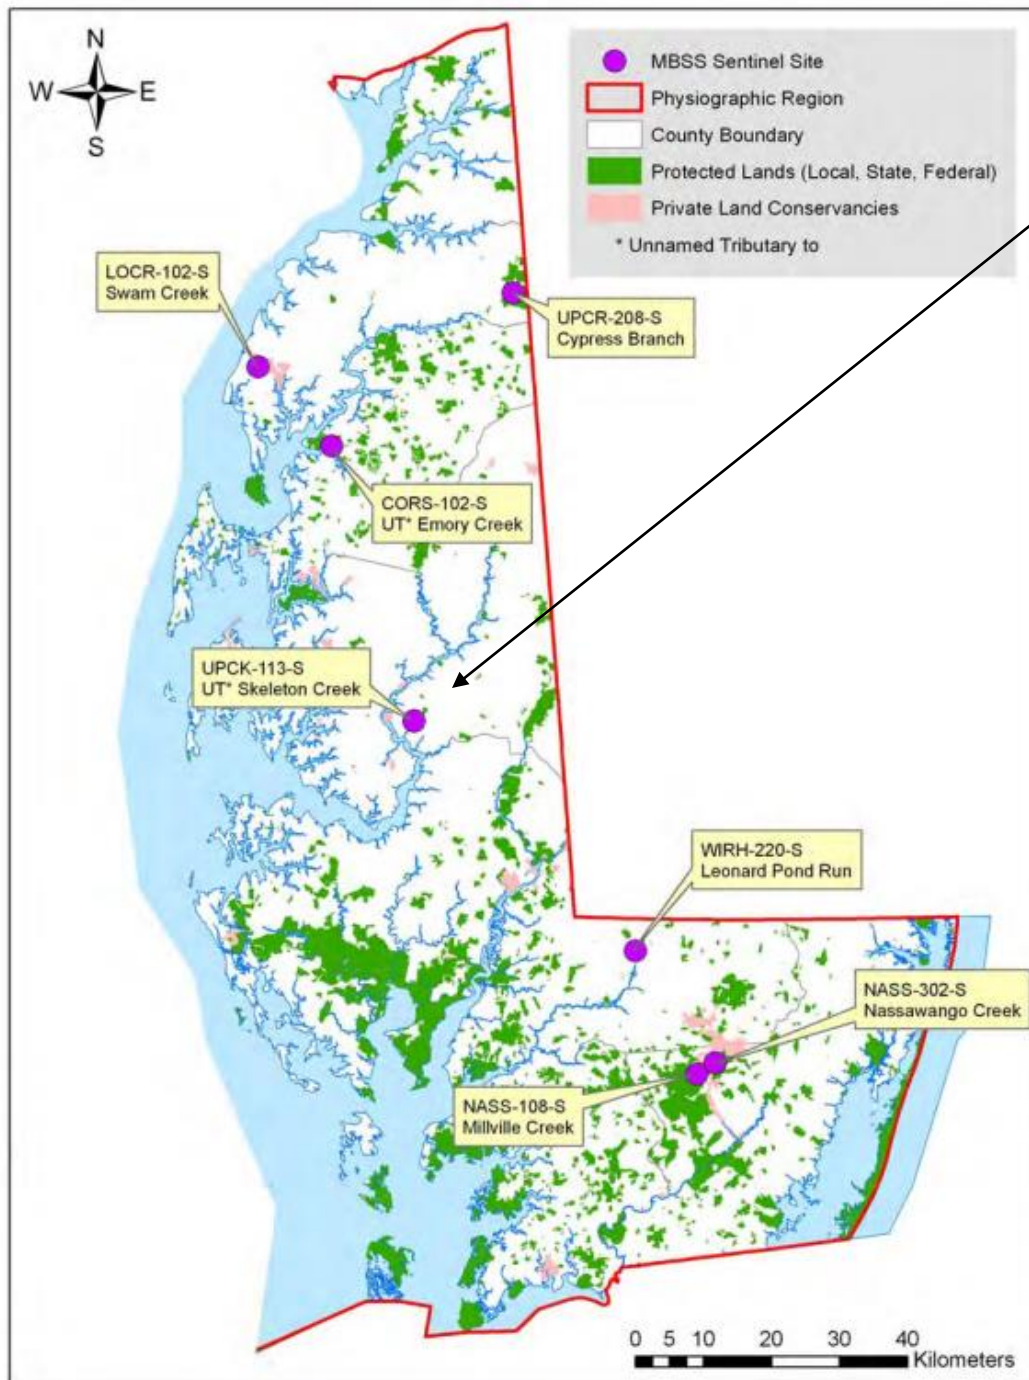 N
W E
S
MBSS Sentinel Site
Physiographic Region
County Boundary
Protected Lands (Local, State, Federal)
Private Land Conservancies
* Unnamed Tributary to
LOCR-102-S
Swam Creek
UPCR-208-S
Cypress Branch
CORS-102-S
UT* Emory Creek
UPCK-113-S
UT* Skeleton Creek
WIRH-220-S
Leonard Pond Run
NASS-302-S
Nassawango Creek
NASS-108-S
Millville Creek
0 5 10 20 30 40
Kilometers